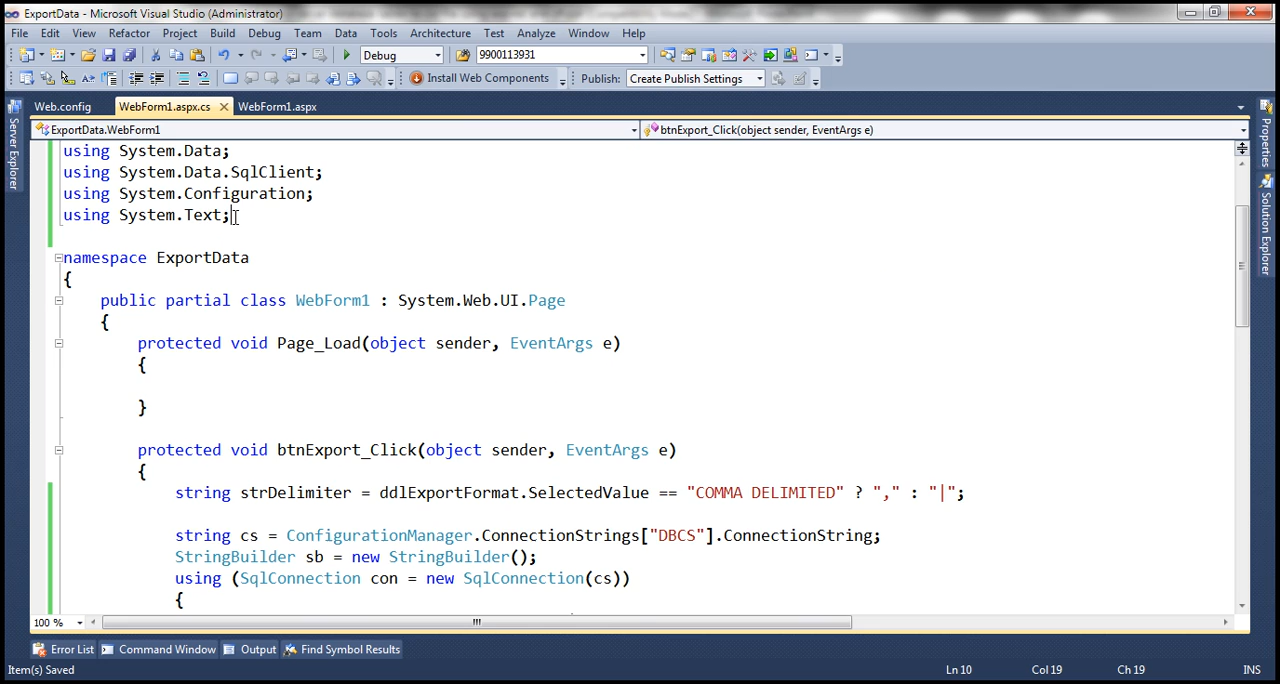 ExportData - Microsoft Visual Studio (Administrator)
File Edit View Refactor Project Build Debug Team Data Tools Architecture Test Analyze Window Help
Debug 9900113931
Install Web Components Publish: Create Publish Settings
Web.config WebForm1.aspx.cs WebForm1.aspx
ExportData.WebForm1 btnExport_Click(object sender, EventArgs e)
Server Explorer
Properties
Solution Explorer
using System.Data;
using System.Data.SqlClient;
using System.Configuration;
using System.Text;
namespace ExportData
{
public partial class WebForm1 : System.Web.UI.Page
{
protected void Page_Load(object sender, EventArgs e)
{
}
protected void btnExport_Click(object sender, EventArgs e)
{
string strDelimiter = ddlExportFormat.SelectedValue == "COMMA DELIMITED" ? "," : "|";
string cs = ConfigurationManager.ConnectionStrings["DBCS"].ConnectionString;
StringBuilder sb = new StringBuilder();
using (SqlConnection con = new SqlConnection(cs))
{
100 %
Error List Command Window Output Find Symbol Results
Item(s) Saved Ln 10 Col 19 Ch 19 INS